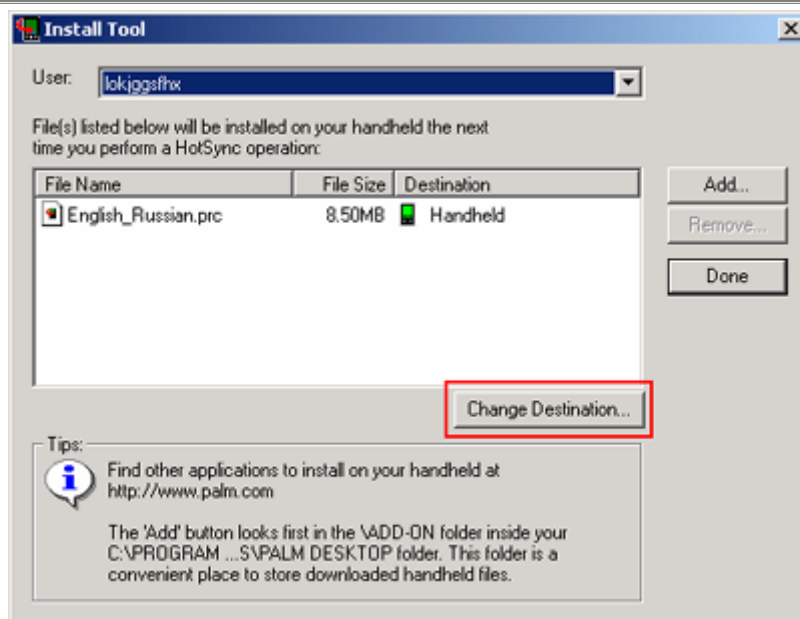 Install Tool
User: lokjggsfhx
File(s) listed below will be installed on your handheld the next
time you perform a HotSync operation:
File Name File Size Destination
English_Russian.prc 8.50MB Handheld
Add...
Remove...
Done
Change Destination...
Tips:
Find other applications to install on your handheld at
http://www.palm.com
The 'Add' button looks first in the \ADD-ON folder inside your
C:\PROGRAM ...S\PALM DESKTOP folder. This folder is a
convenient place to store downloaded handheld files.